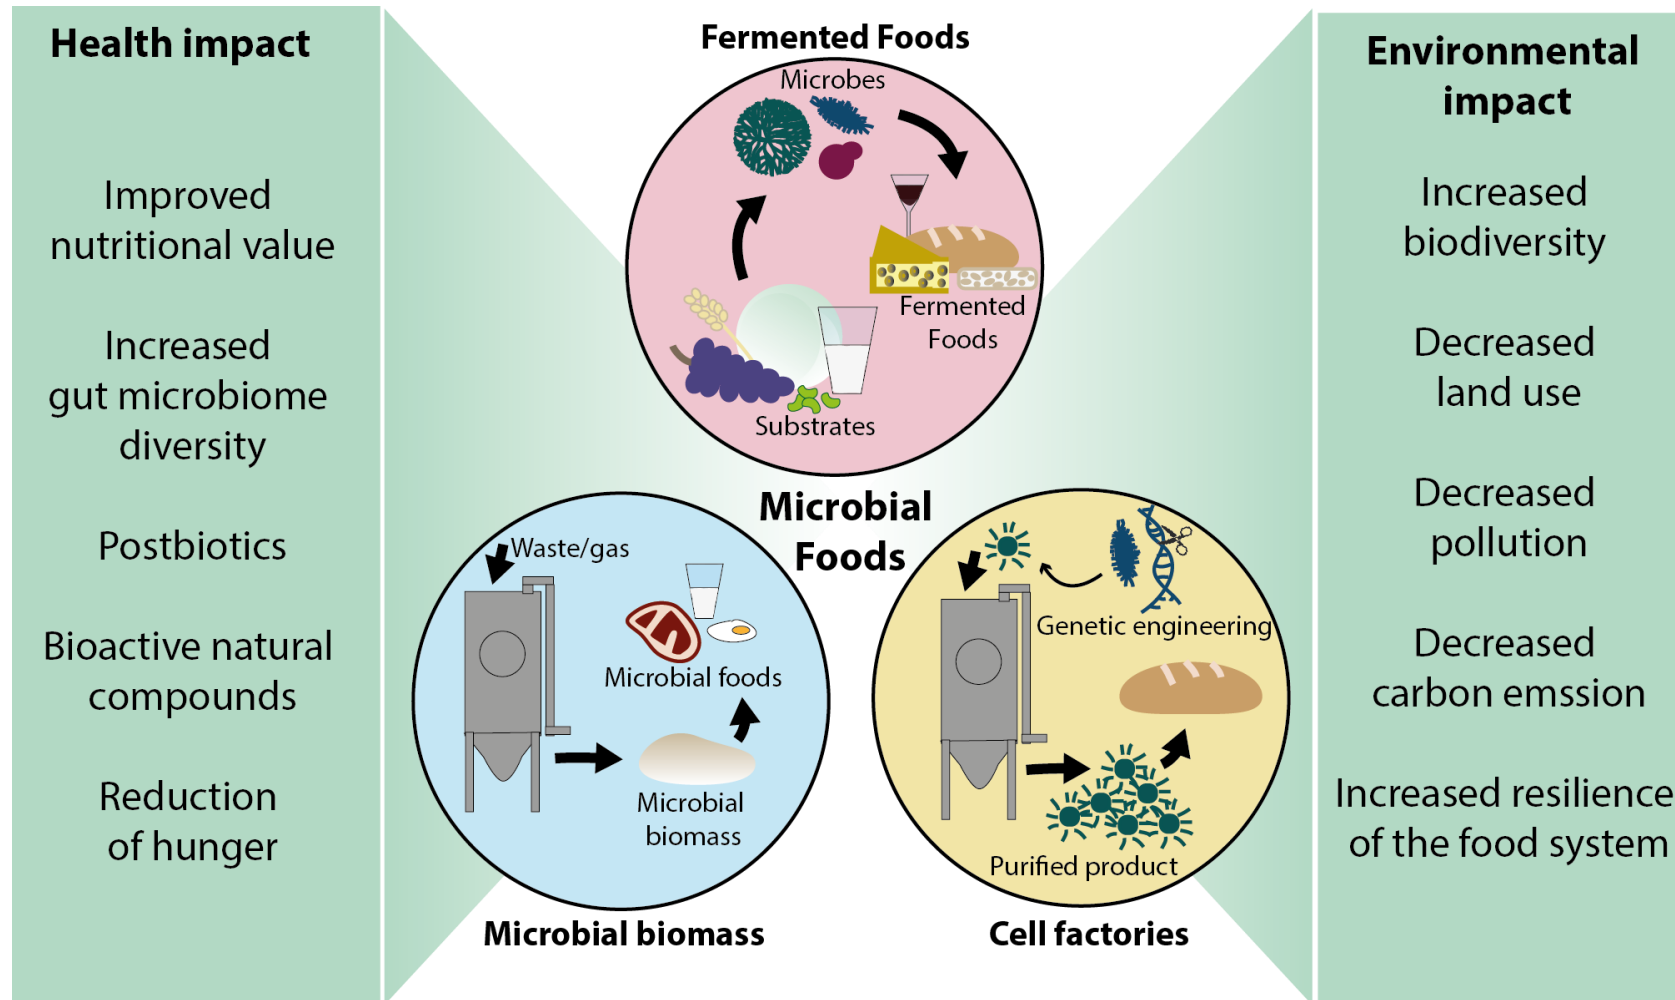 Health impact
Improved
nutritional value
Increased
gut microbiome
diversity
Postbiotics
Bioactive natural
compounds
Reduction
of hunger
Fermented Foods
Microbes
Fermented
Foods
Substrates
Microbial
Foods
Waste/gas
Microbial foods
Microbial
biomass
Microbial biomass
Genetic engineering
Purified product
Cell factories
Environmental
impact
Increased
biodiversity
Decreased
land use
Decreased
pollution
Decreased
carbon emssion
Increased resilience
of the food system